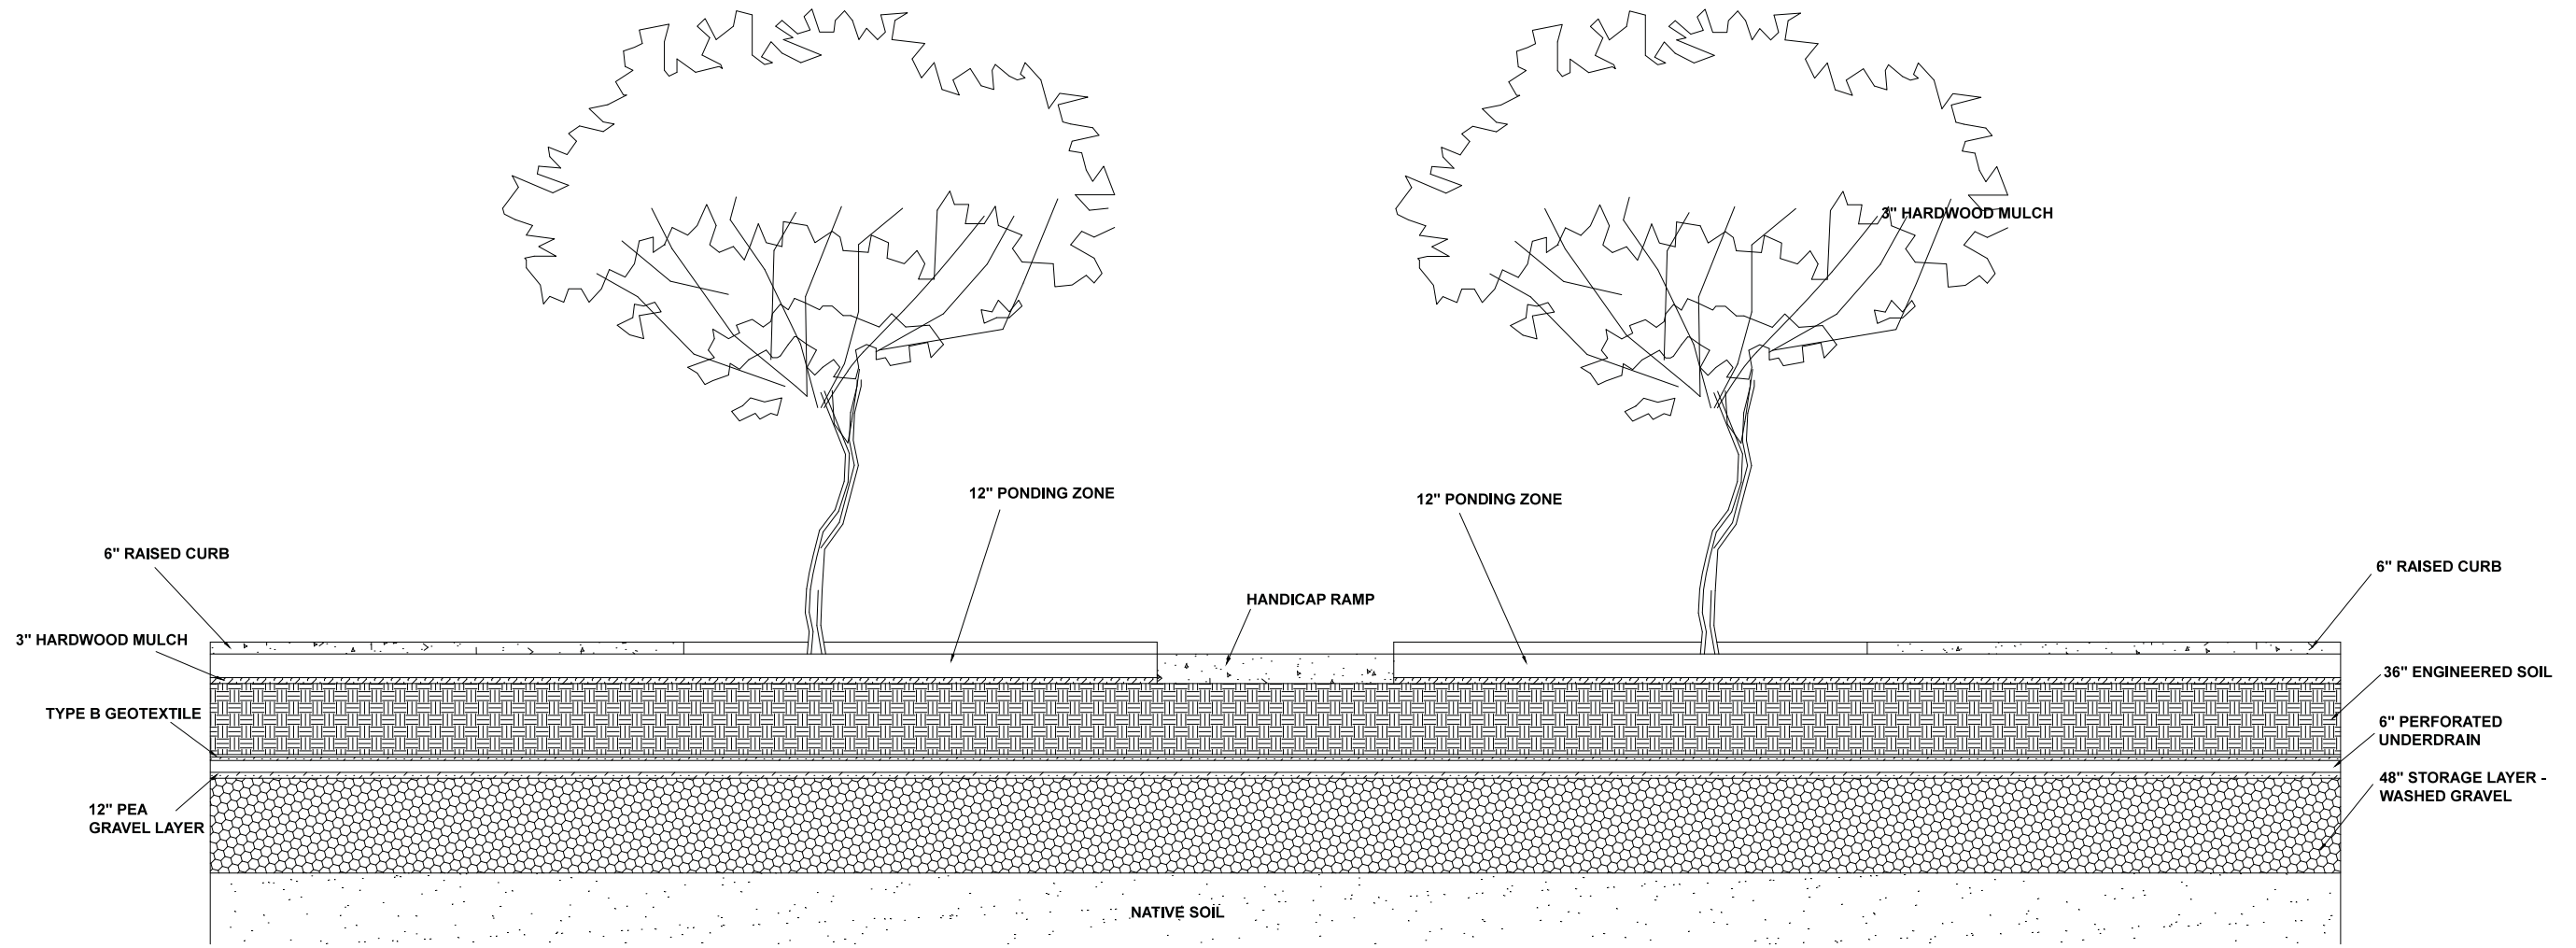 3" HARDWOOD MULCH
12" PONDING ZONE
12" PONDING ZONE
6" RAISED CURB
6" RAISED CURB
HANDICAP RAMP
3" HARDWOOD MULCH
36" ENGINEERED SOIL
TYPE B GEOTEXTILE
6" PERFORATED
UNDERDRAIN
48" STORAGE LAYER -
WASHED GRAVEL
12" PEA
GRAVEL LAYER
NATIVE SOIL